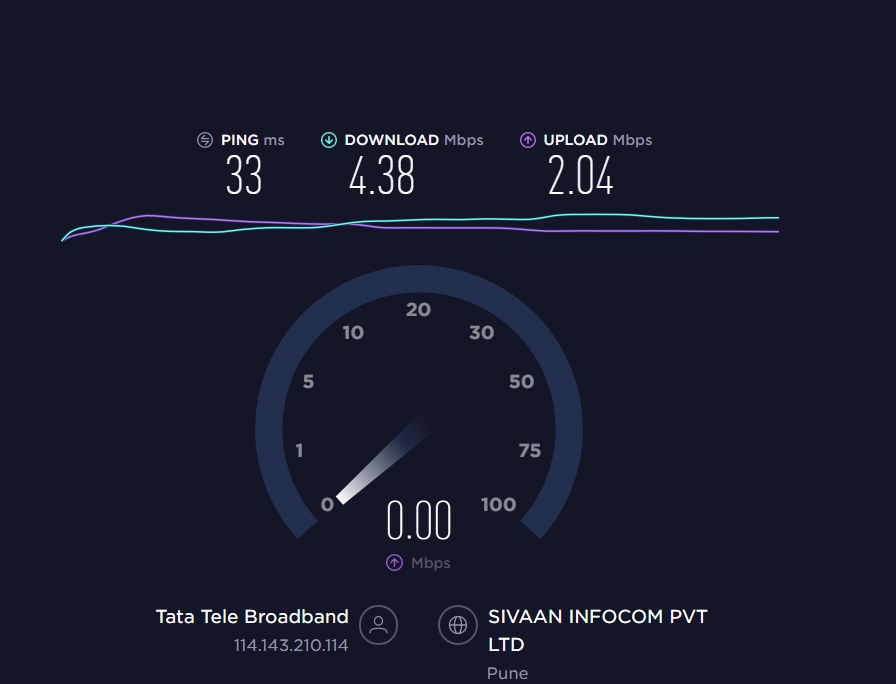 PING ms
DOWNLOAD Mbps
UPLOAD Mbps
33
4.38
2.04
20
10
30
5
50
1
75
0
100
0.00
Mbps
Tata Tele Broadband
114.143.210.114
SIVAAN INFOCOM PVT
LTD
Pune